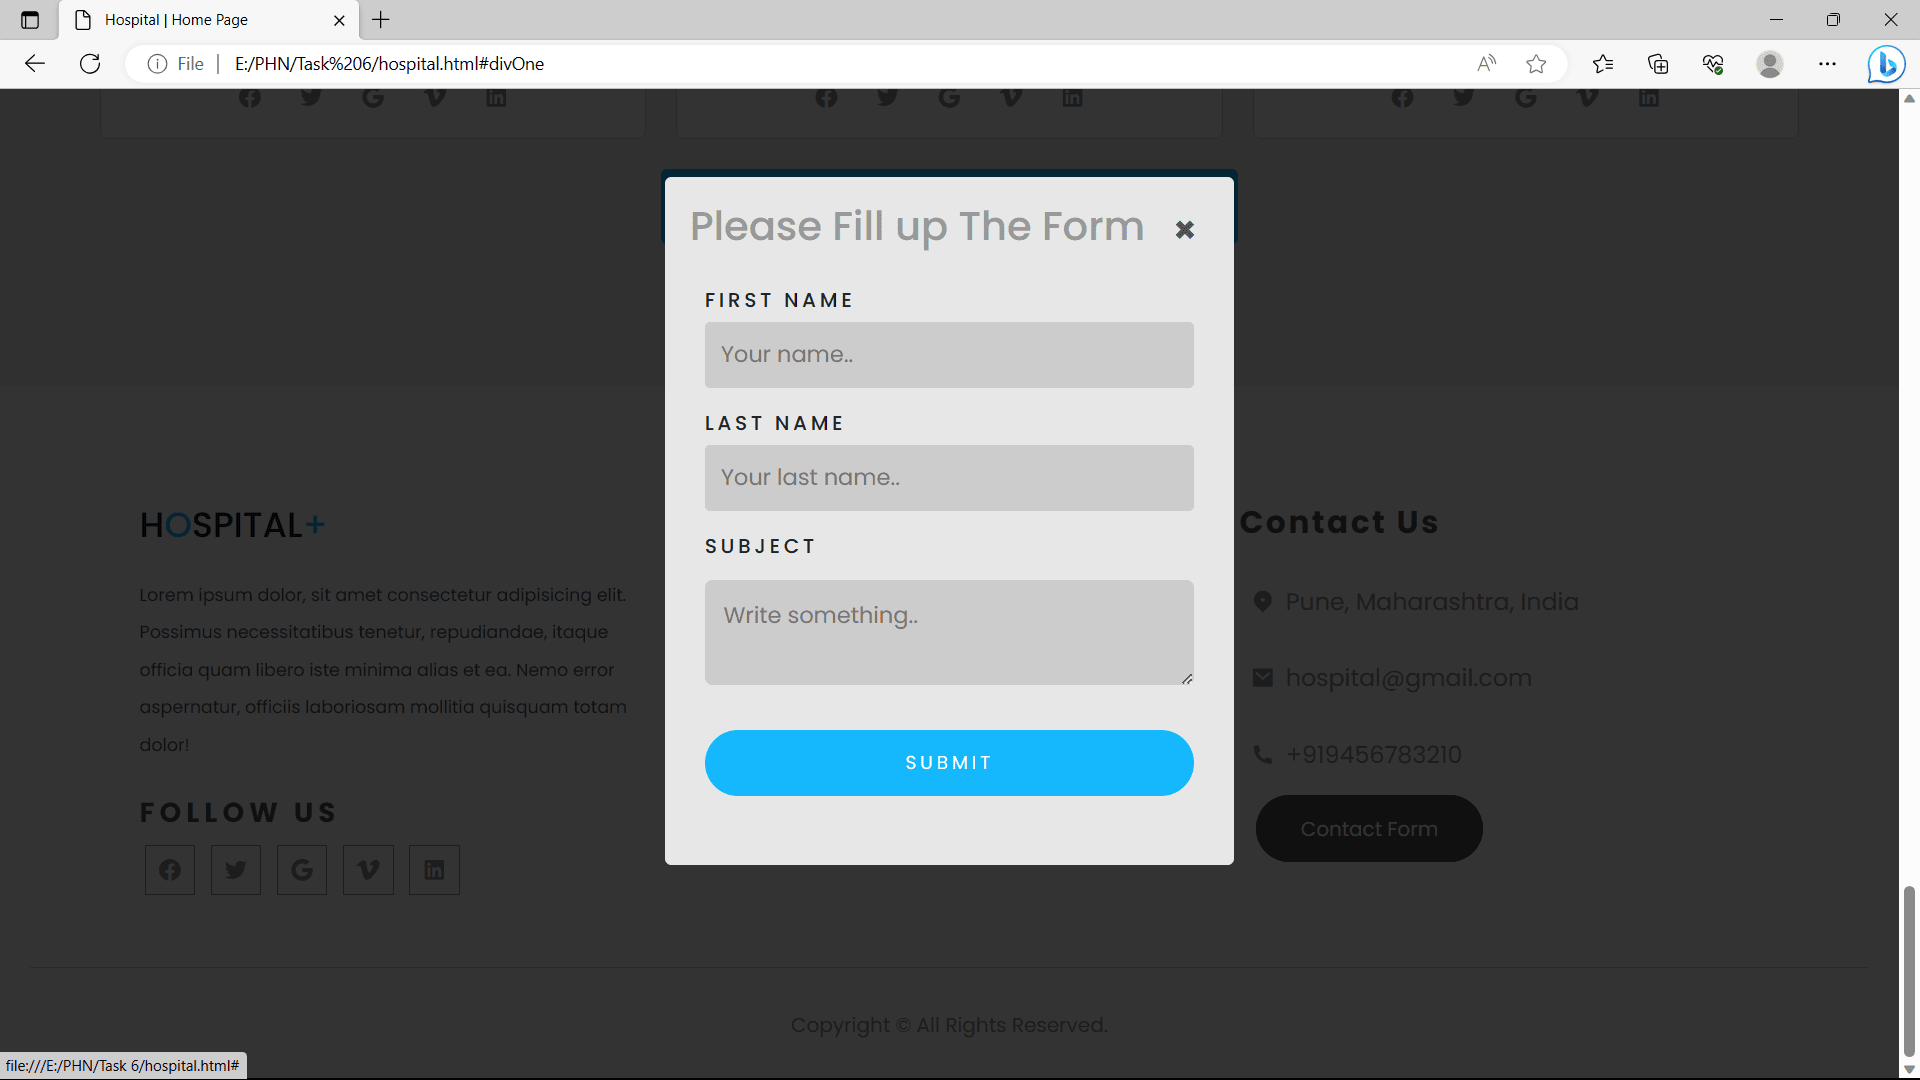 Hospital | Home Page
File
E:/PHN/Task%206/hospital.html#divOne
Please Fill up The Form
FIRST NAME
Your name..
LAST NAME
Your last name..
SUBJECT
Write something..
SUBMIT
HOSPITAL+
Lorem ipsum dolor, sit amet consectetur adipisicing elit.
Possimus necessitatibus tenetur, repudiandae, itaque
officia quam libero iste minima alias et ea. Nemo error
aspernatur, officiis laboriosam mollitia quisquam totam
dolor!
FOLLOW US
Contact Us
Pune, Maharashtra, India
hospital@gmail.com
+919456783210
Contact Form
Copyright © All Rights Reserved.
file:///E:/PHN/Task 6/hospital.html#